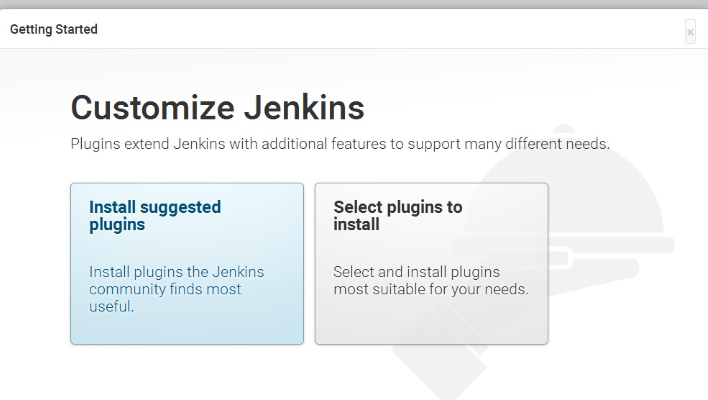 Getting Started
×
Customize Jenkins
Plugins extend Jenkins with additional features to support many different needs.
Install suggested
plugins
Install plugins the Jenkins
community finds most
useful.
Select plugins to
install
Select and install plugins
most suitable for your needs.